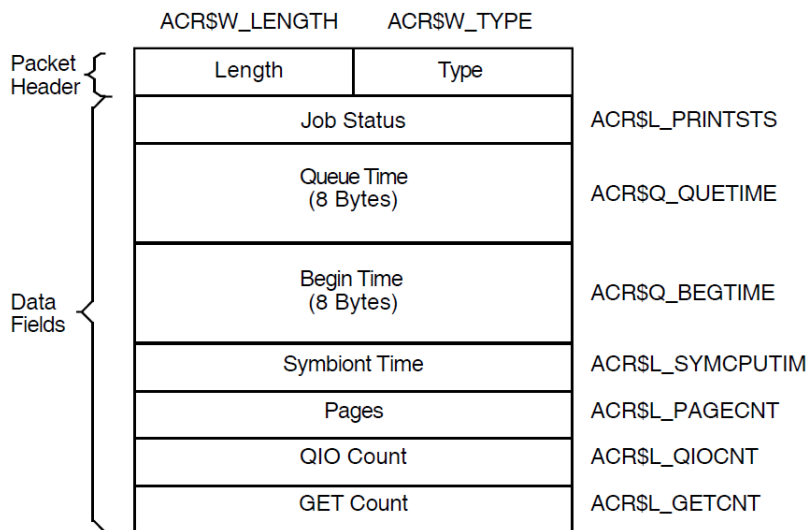 ACR$W_LENGTH ACR$W_TYPE
Packet
Header
Length Type
Job Status ACR$L_PRINTSTS
Queue Time
(8 Bytes)
ACR$Q_QUETIME
Begin Time
(8 Bytes)
ACR$Q_BEGTIME
Data
Fields
Symbiont Time ACR$L_SYMCPUTIM
Pages ACR$L_PAGECNT
QIO Count ACR$L_QIOCNT
GET Count ACR$L_GETCNT